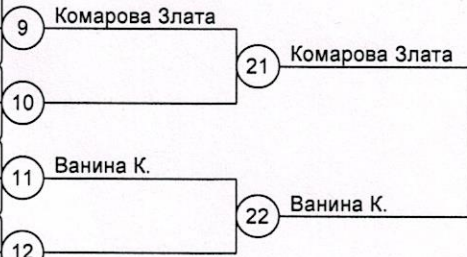 9 Комарова Злата
21 Комарова Злата
10
11 Ванина К.
22 Ванина К.
12